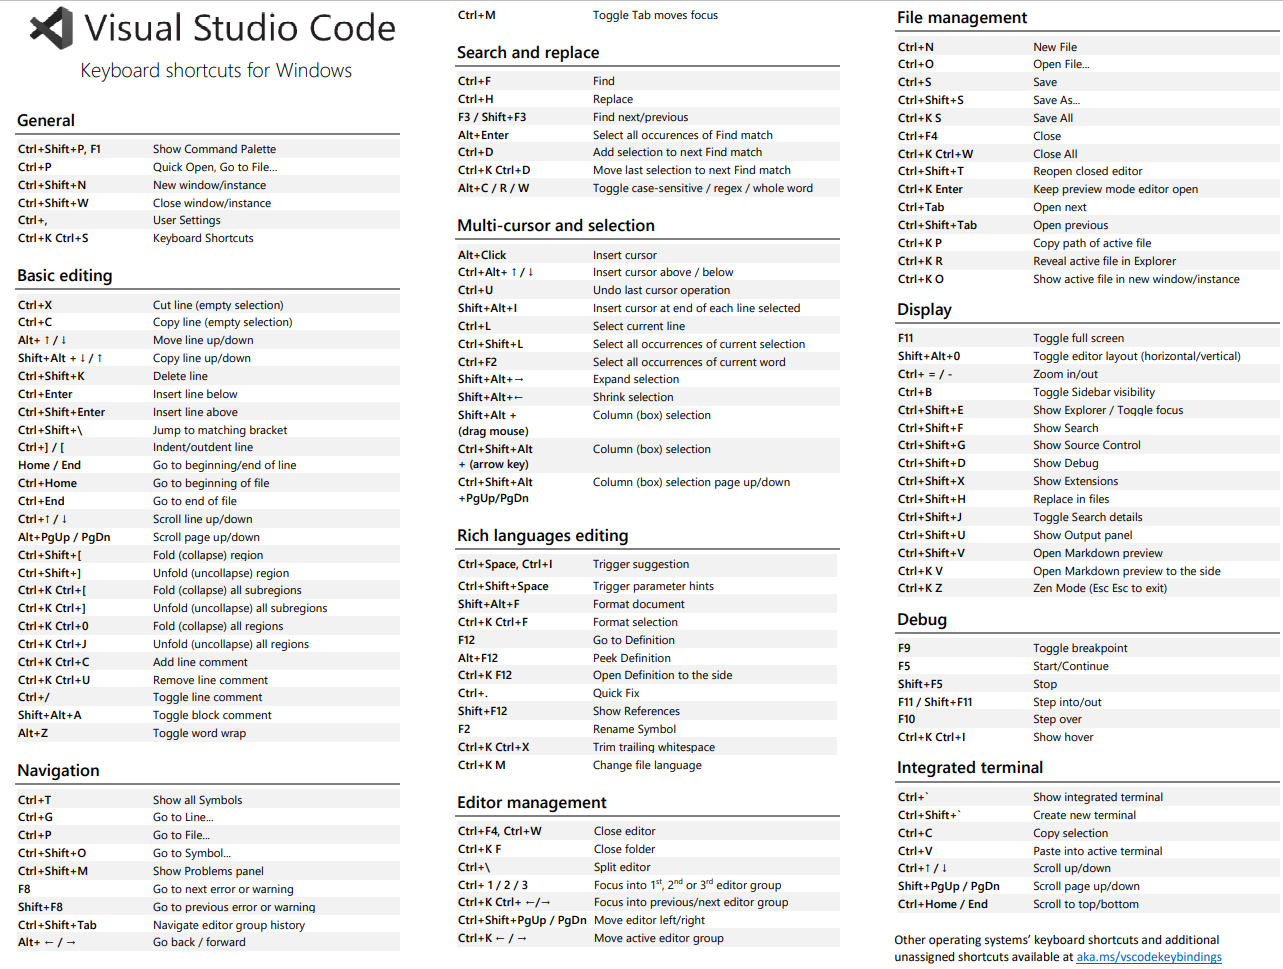 Visual Studio Code
Keyboard shortcuts for Windows
General
Ctrl+Shift+P, F1 Show Command Palette
Ctrl+P Quick Open, Go to File...
Ctrl+Shift+N New window/instance
Ctrl+Shift+W Close window/instance
Ctrl+, User Settings
Ctrl+K Ctrl+S Keyboard Shortcuts
Basic editing
Ctrl+X Cut line (empty selection)
Ctrl+C Copy line (empty selection)
Alt+ ↑ / ↓ Move line up/down
Shift+Alt + ↓ / ↑ Copy line up/down
Ctrl+Shift+K Delete line
Ctrl+Enter Insert line below
Ctrl+Shift+Enter Insert line above
Ctrl+Shift+\ Jump to matching bracket
Ctrl+] / [ Indent/outdent line
Home / End Go to beginning/end of line
Ctrl+Home Go to beginning of file
Ctrl+End Go to end of file
Ctrl+↑ / ↓ Scroll line up/down
Alt+PgUp / PgDn Scroll page up/down
Ctrl+Shift+[ Fold (collapse) region
Ctrl+Shift+] Unfold (uncollapse) region
Ctrl+K Ctrl+[ Fold (collapse) all subregions
Ctrl+K Ctrl+] Unfold (uncollapse) all subregions
Ctrl+K Ctrl+0 Fold (collapse) all regions
Ctrl+K Ctrl+J Unfold (uncollapse) all regions
Ctrl+K Ctrl+C Add line comment
Ctrl+K Ctrl+U Remove line comment
Ctrl+/ Toggle line comment
Shift+Alt+A Toggle block comment
Alt+Z Toggle word wrap
Navigation
Ctrl+T Show all Symbols
Ctrl+G Go to Line...
Ctrl+P Go to File...
Ctrl+Shift+O Go to Symbol...
Ctrl+Shift+M Show Problems panel
F8 Go to next error or warning
Shift+F8 Go to previous error or warning
Ctrl+Shift+Tab Navigate editor group history
Alt+ ← / → Go back / forward
Ctrl+M Toggle Tab moves focus
Search and replace
Ctrl+F Find
Ctrl+H Replace
F3 / Shift+F3 Find next/previous
Alt+Enter Select all occurences of Find match
Ctrl+D Add selection to next Find match
Ctrl+K Ctrl+D Move last selection to next Find match
Alt+C / R / W Toggle case-sensitive / regex / whole word
Multi-cursor and selection
Alt+Click Insert cursor
Ctrl+Alt+ ↑ / ↓ Insert cursor above / below
Ctrl+U Undo last cursor operation
Shift+Alt+I Insert cursor at end of each line selected
Ctrl+L Select current line
Ctrl+Shift+L Select all occurrences of current selection
Ctrl+F2 Select all occurrences of current word
Shift+Alt+→ Expand selection
Shift+Alt+← Shrink selection
Shift+Alt + Column (box) selection
(drag mouse)
Ctrl+Shift+Alt Column (box) selection
+ (arrow key)
Ctrl+Shift+Alt Column (box) selection page up/down
+PgUp/PgDn
Rich languages editing
Ctrl+Space, Ctrl+I Trigger suggestion
Ctrl+Shift+Space Trigger parameter hints
Shift+Alt+F Format document
Ctrl+K Ctrl+F Format selection
F12 Go to Definition
Alt+F12 Peek Definition
Ctrl+K F12 Open Definition to the side
Ctrl+. Quick Fix
Shift+F12 Show References
F2 Rename Symbol
Ctrl+K Ctrl+X Trim trailing whitespace
Ctrl+K M Change file language
Editor management
Ctrl+F4, Ctrl+W Close editor
Ctrl+K F Close folder
Ctrl+\ Split editor
Ctrl+ 1 / 2 / 3 Focus into 1st, 2nd or 3rd editor group
Ctrl+K Ctrl+ ←/→ Focus into previous/next editor group
Ctrl+Shift+PgUp / PgDn Move editor left/right
Ctrl+K ← / → Move active editor group
File management
Ctrl+N New File
Ctrl+O Open File...
Ctrl+S Save
Ctrl+Shift+S Save As...
Ctrl+K S Save All
Ctrl+F4 Close
Ctrl+K Ctrl+W Close All
Ctrl+Shift+T Reopen closed editor
Ctrl+K Enter Keep preview mode editor open
Ctrl+Tab Open next
Ctrl+Shift+Tab Open previous
Ctrl+K P Copy path of active file
Ctrl+K R Reveal active file in Explorer
Ctrl+K O Show active file in new window/instance
Display
F11 Toggle full screen
Shift+Alt+0 Toggle editor layout (horizontal/vertical)
Ctrl+ = / - Zoom in/out
Ctrl+B Toggle Sidebar visibility
Ctrl+Shift+E Show Explorer / Toggle focus
Ctrl+Shift+F Show Search
Ctrl+Shift+G Show Source Control
Ctrl+Shift+D Show Debug
Ctrl+Shift+X Show Extensions
Ctrl+Shift+H Replace in files
Ctrl+Shift+J Toggle Search details
Ctrl+Shift+U Show Output panel
Ctrl+Shift+V Open Markdown preview
Ctrl+K V Open Markdown preview to the side
Ctrl+K Z Zen Mode (Esc Esc to exit)
Debug
F9 Toggle breakpoint
F5 Start/Continue
Shift+F5 Stop
F11 / Shift+F11 Step into/out
F10 Step over
Ctrl+K Ctrl+I Show hover
Integrated terminal
Ctrl+` Show integrated terminal
Ctrl+Shift+` Create new terminal
Ctrl+C Copy selection
Ctrl+V Paste into active terminal
Ctrl+↑ / ↓ Scroll up/down
Shift+PgUp / PgDn Scroll page up/down
Ctrl+Home / End Scroll to top/bottom
Other operating systems’ keyboard shortcuts and additional
unassigned shortcuts available at aka.ms/vscodekeybindings